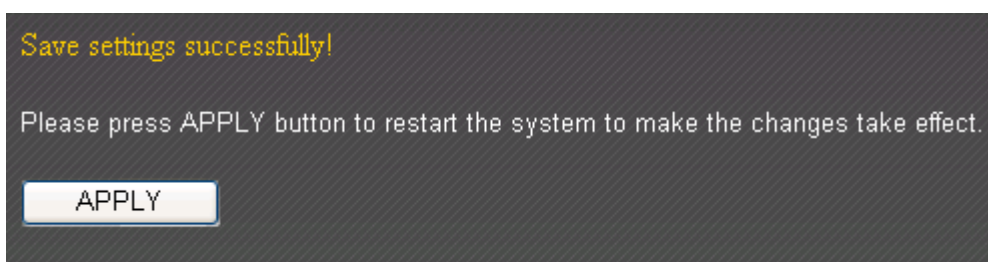 Save settings successfully!
Please press APPLY button to restart the system to make the changes take effect.
APPLY